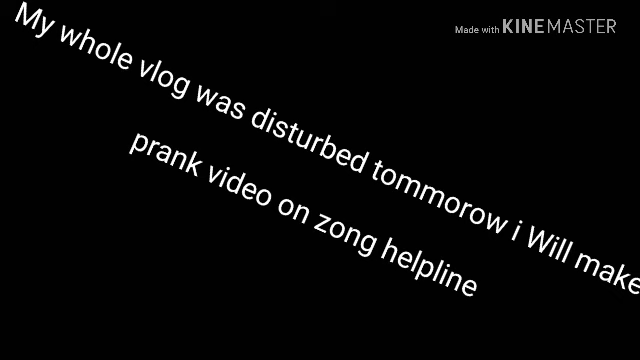 Made with KINEMASTER
My whole vlog was disturbed tommorow i Will make
prank video on zong helpline